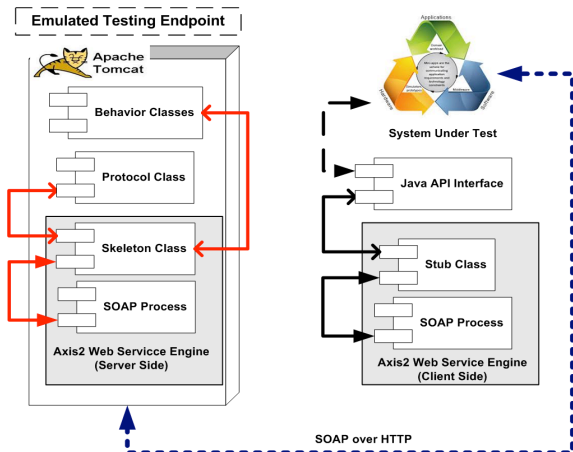 Emulated Testing Endpoint
Apache
Tomcat
Behavior Classes
Protocol Class
Skeleton Class
SOAP Process
Axis2 Web Servicce Engine
(Server Side)
Applications
Hardware
Software
System Under Test
Java API Interface
Stub Class
SOAP Process
Axis2 Web Service Engine
(Client Side)
SOAP over HTTP